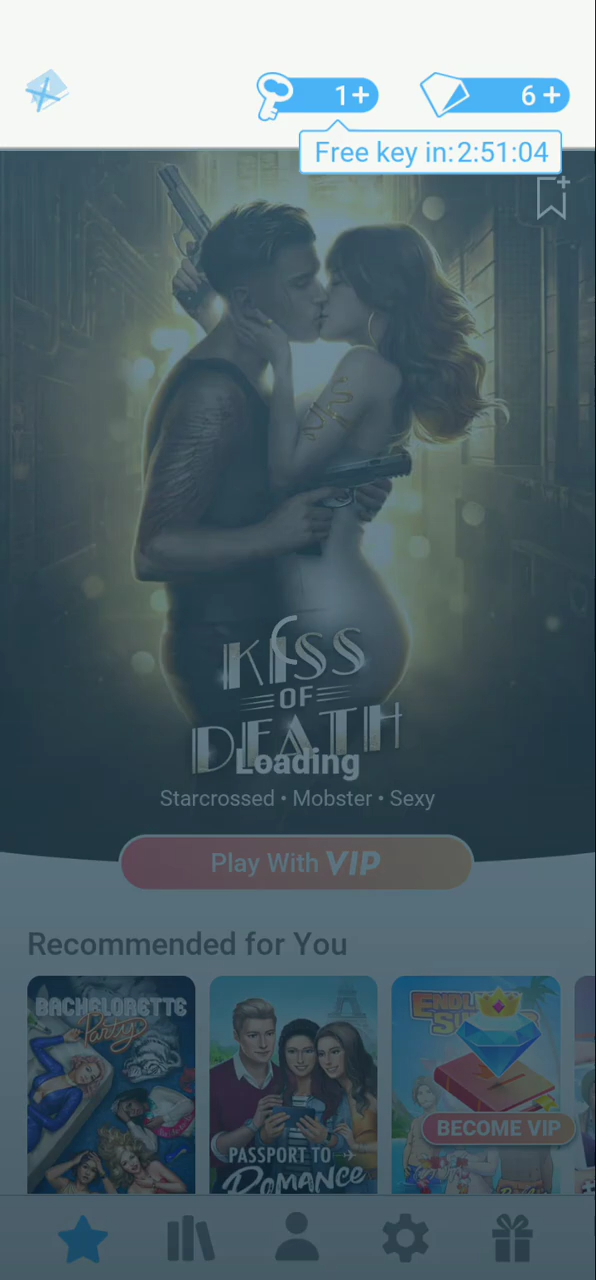 1 +
6 +
Free key in: 2:51:04
KISS
OF
DEATH
Loading
Starcrossed • Mobster • Sexy
Play With VIP
Recommended for You
BACHELORETTE
Party
PASSPORT TO
Romance
BECOME VIP